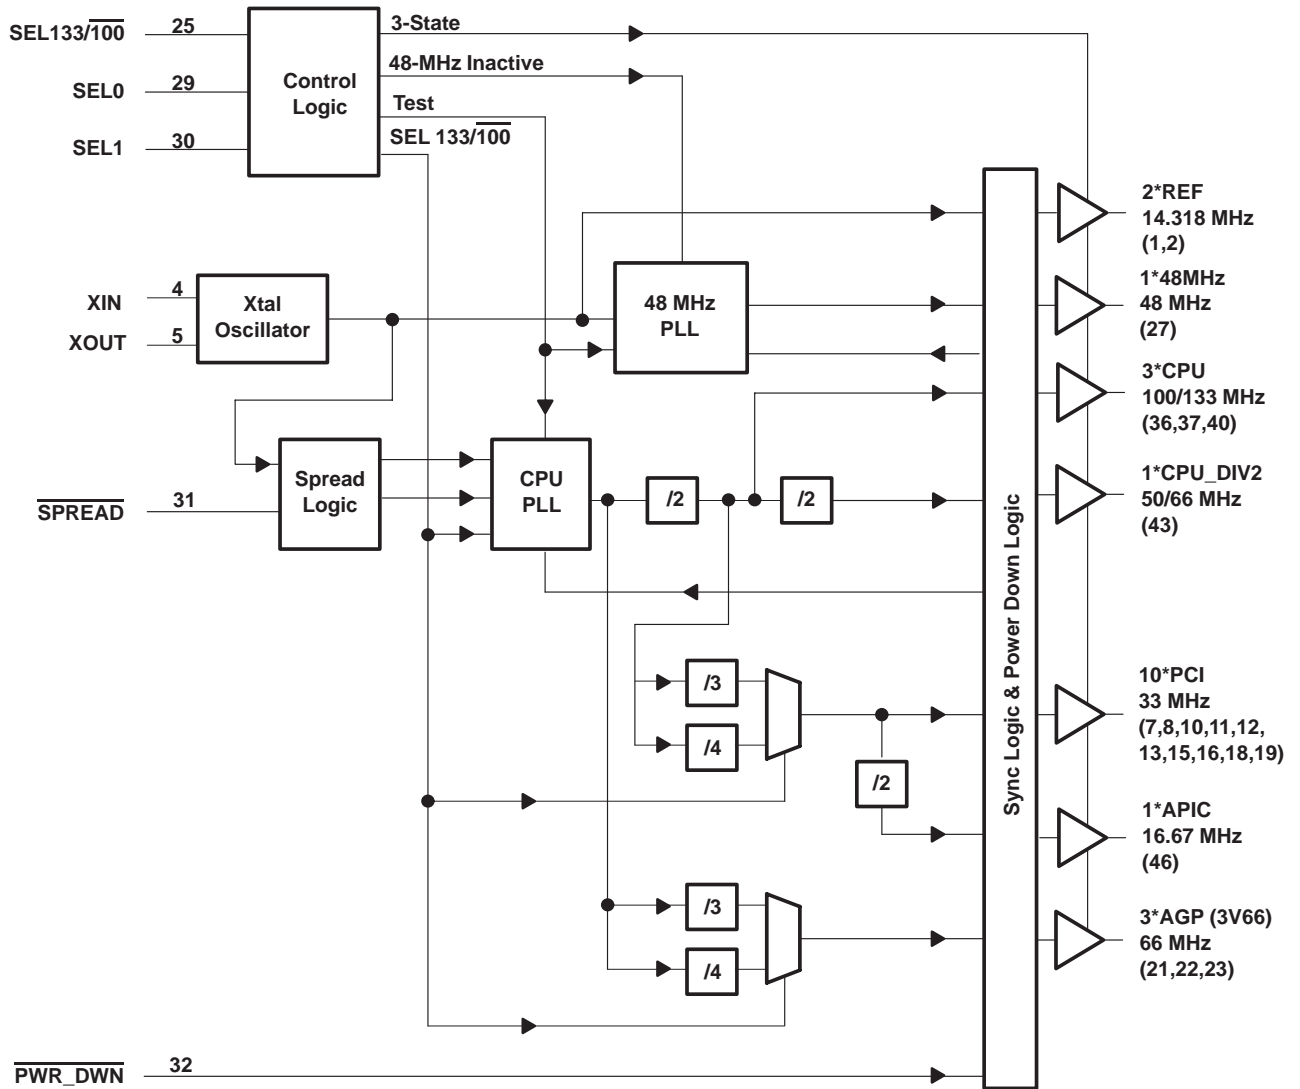 SEL133/100
25
SEL0
29
SEL1
30
Control
Logic
3-State
48-MHz Inactive
Test
SEL 133/100
XIN
4
XOUT
5
Xtal
Oscillator
48 MHz
PLL
2*REF
14.318 MHz
(1,2)
1*48MHz
48 MHz
(27)
3*CPU
100/133 MHz
(36,37,40)
SPREAD
31
Spread
Logic
CPU
PLL
/2
/2
1*CPU_DIV2
50/66 MHz
(43)
Sync Logic & Power Down Logic
/3
/4
/2
10*PCI
33 MHz
(7,8,10,11,12,
13,15,16,18,19)
1*APIC
16.67 MHz
(46)
/3
/4
3*AGP (3V66)
66 MHz
(21,22,23)
PWR_DWN
32